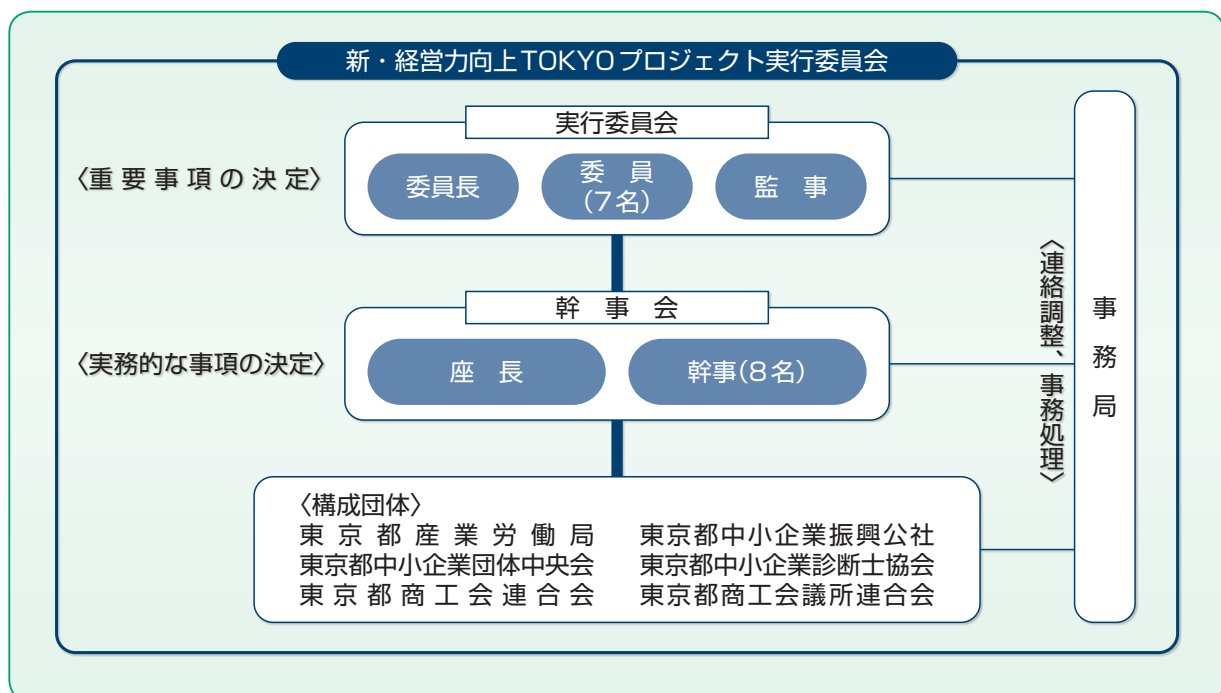 新・経営力向上TOKYOプロジェクト実行委員会
実行委員会
〈重要事項の決定〉
委員長
委員
(7名)
監事
幹事会
〈実務的な事項の決定〉
座長
幹事(8名)
〈構成団体〉
東京都産業労働局 東京都中小企業振興公社
東京都中小企業団体中央会 東京都中小企業診断士協会
東京都商工会連合会 東京都商工会議所連合会
〈連絡調整、事務処理〉
事務局